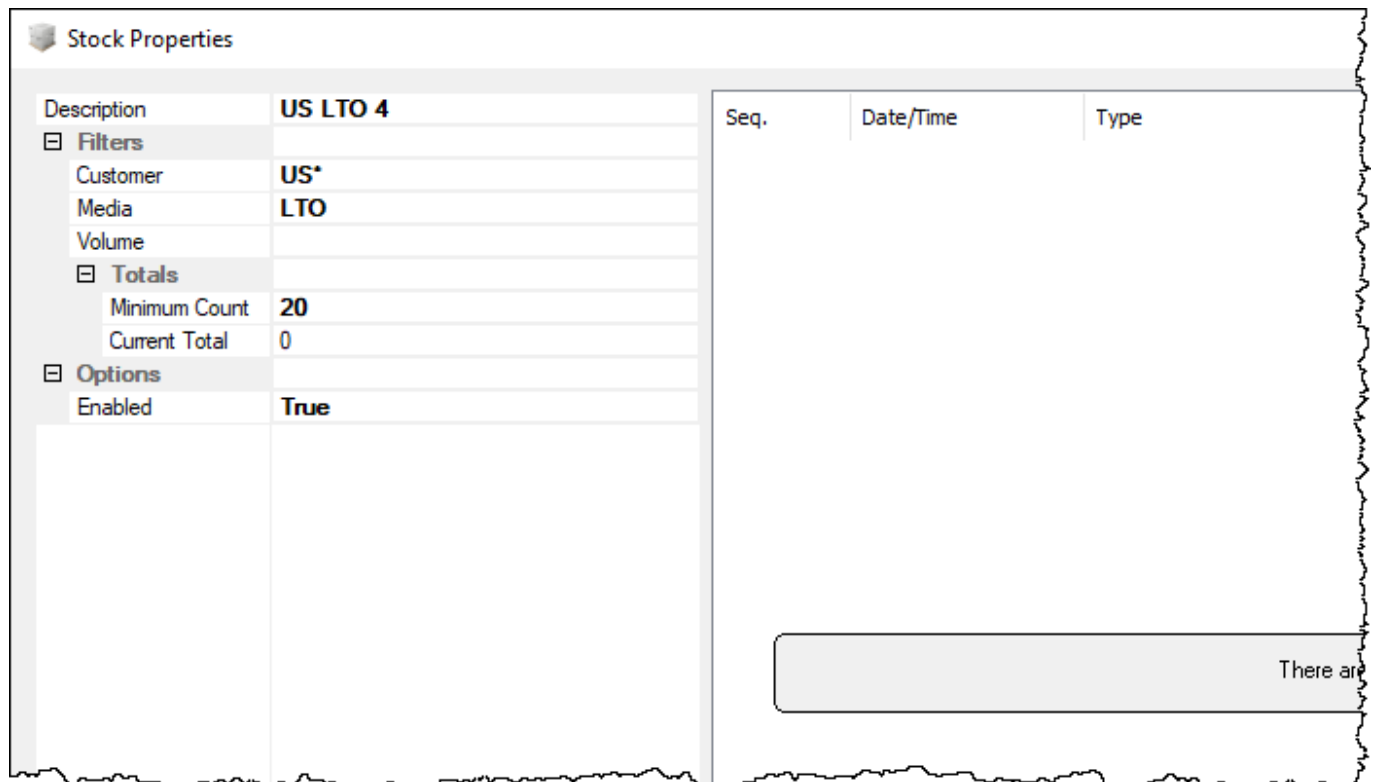 Stock Properties
Description US LTO 4
Filters
Customer US*
Media LTO
Volume
Totals
Minimum Count 20
Current Total 0
Options
Enabled True
Seq. Date/Time Type
There are